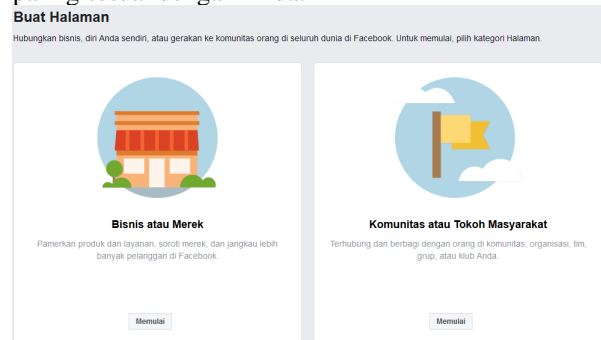 Buat Halaman
Hubungkan bisnis, diri Anda sendiri, atau gerakan ke komunitas orang di seluruh dunia di Facebook. Untuk memulai, pilih kategori Halaman.
Bisnis atau Merek
Pamerkan produk dan layanan, soroti merek, dan jangkau lebih
banyak pelanggan di Facebook.
Memulai
Komunitas atau Tokoh Masyarakat
Terhubung dan berbagi dengan orang di komunitas, organisasi, tim,
grup, atau klub Anda.
Memulai